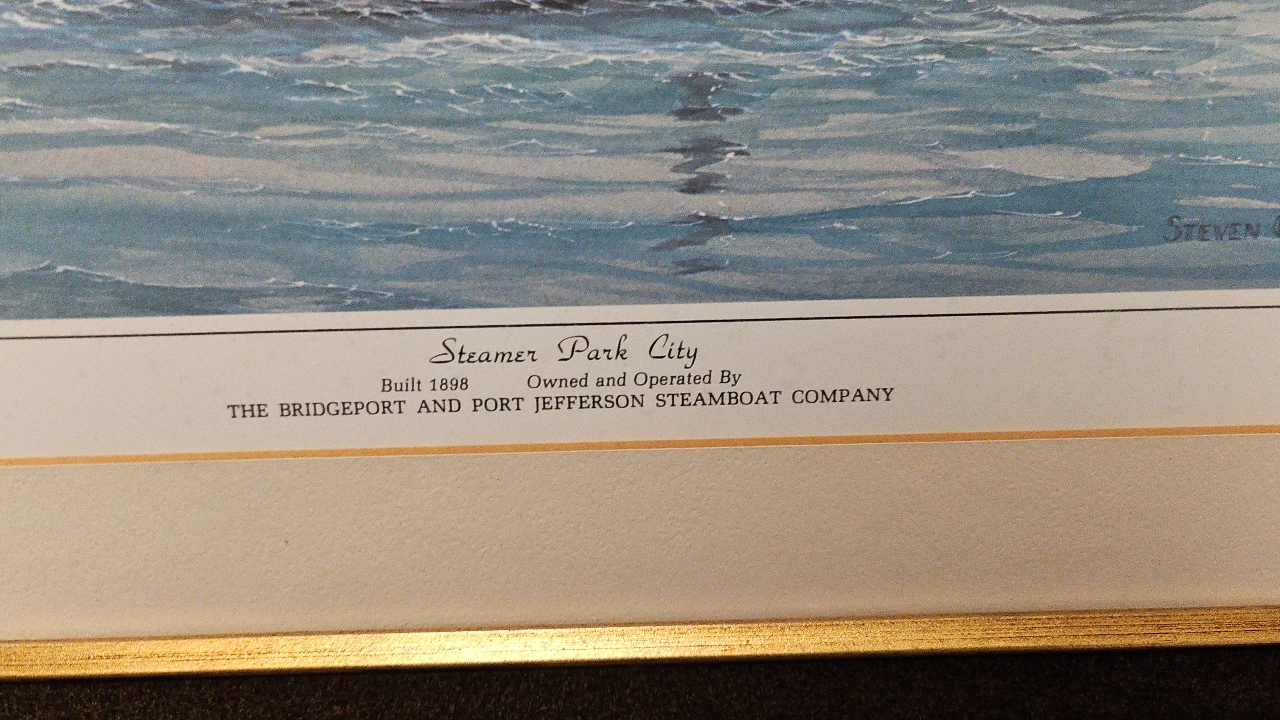 STEVEN
Steamer Park City
Built 1898 Owned and Operated By
THE BRIDGEPORT AND PORT JEFFERSON STEAMBOAT COMPANY